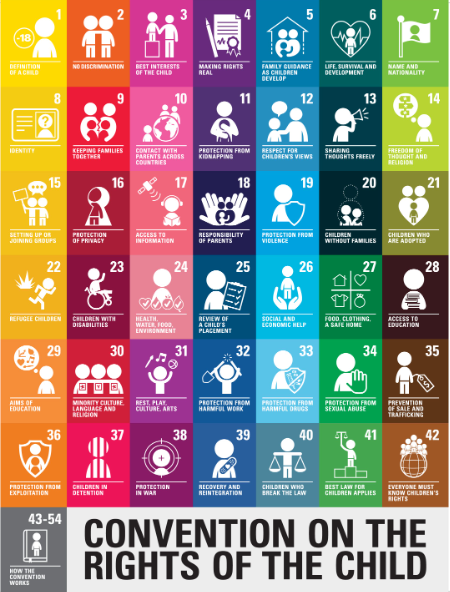 1
-18
DEFINITION
OF A CHILD
2
NO DISCRIMINATION
3
BEST INTERESTS
OF THE CHILD
4
MAKING RIGHTS
REAL
5
FAMILY GUIDANCE
AS CHILDREN
DEVELOP
6
LIFE, SURVIVAL AND
DEVELOPMENT
7
NAME AND
NATIONALITY
8
?
IDENTITY
9
KEEPING FAMILIES
TOGETHER
10
CONTACT WITH
PARENTS ACROSS
COUNTRIES
11
PROTECTION FROM
KIDNAPPING
12
RESPECT FOR
CHILDREN'S VIEWS
13
SHARING
THOUGHTS FREELY
14
FREEDOM OF
THOUGHT AND
RELIGION
15
SETTING UP OR
JOINING GROUPS
16
PROTECTION
OF PRIVACY
17
ACCESS TO
INFORMATION
18
RESPONSIBILITY
OF PARENTS
19
PROTECTION FROM
VIOLENCE
20
CHILDREN
WITHOUT FAMILIES
21
CHILDREN WHO
ARE ADOPTED
22
REFUGEE CHILDREN
23
CHILDREN WITH
DISABILITIES
24
HEALTH,
WATER, FOOD,
ENVIRONMENT
25
REVIEW OF
A CHILD'S
PLACEMENT
26
SOCIAL AND
ECONOMIC HELP
27
FOOD, CLOTHING,
A SAFE HOME
28
ACCESS TO
EDUCATION
29
AIMS OF
EDUCATION
30
MINORITY CULTURE,
LANGUAGE AND
RELIGION
31
REST, PLAY,
CULTURE, ARTS
32
PROTECTION FROM
HARMFUL WORK
33
PROTECTION FROM
HARMFUL DRUGS
34
PROTECTION FROM
SEXUAL ABUSE
35
PREVENTION
OF SALE AND
TRAFFICKING
36
PROTECTION FROM
EXPLOITATION
37
CHILDREN IN
DETENTION
38
PROTECTION
IN WAR
39
RECOVERY AND
REINTEGRATION
40
CHILDREN WHO
BREAK THE LAW
41
BEST LAW FOR
CHILDREN APPLIES
42
EVERYONE MUST
KNOW CHILDREN'S
RIGHTS
43-54
HOW THE
CONVENTION
WORKS
CONVENTION ON THE
RIGHTS OF THE CHILD